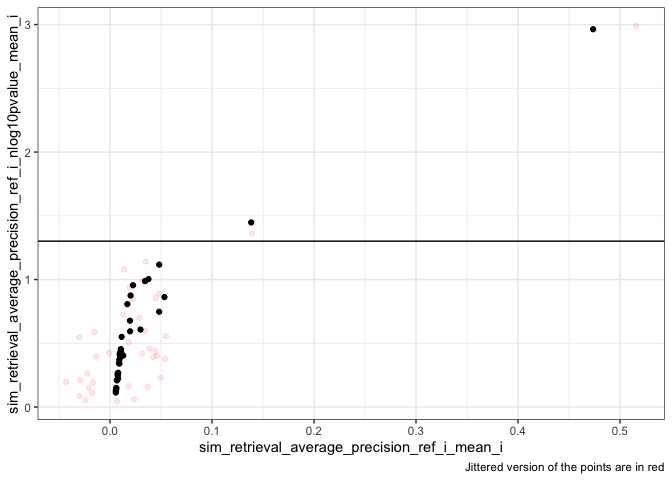 sim_retrieval_average_precision_ref_i_nlog10pvalue_mean_i
3
2
1
0
0.0 0.1 0.2 0.3 0.4 0.5
sim_retrieval_average_precision_ref_i_mean_i
Jittered version of the points are in red